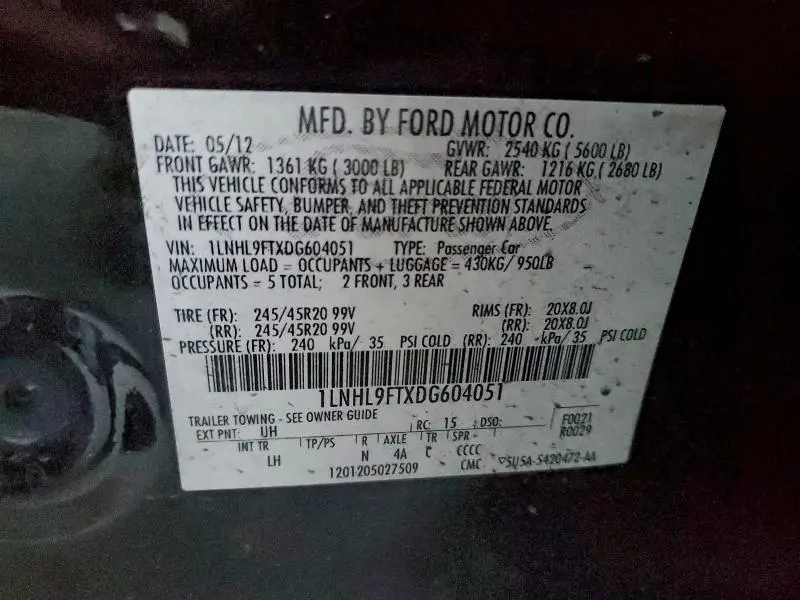 MFD. BY FORD MOTOR CO.
DATE: 05/12 GVWR: 2540 KG ( 5600 LB)
FRONT GAWR: 1361 KG ( 3000 LB) REAR GAWR: 1216 KG ( 2680 LB)
THIS VEHICLE CONFORMS TO ALL APPLICABLE FEDERAL MOTOR
VEHICLE SAFETY, BUMPER, AND THEFT PREVENTION STANDARDS
IN EFFECT ON THE DATE OF MANUFACTURE SHOWN ABOVE.
VIN: 1LNHL9FTXDG604051 TYPE: Passenger Car
MAXIMUM LOAD = OCCUPANTS + LUGGAGE = 430KG/ 950LB
OCCUPANTS = 5 TOTAL; 2 FRONT, 3 REAR
TIRE (FR): 245/45R20 99V RIMS (FR): 20X8.0J
(RR): 245/45R20 99V (RR): 20X8.0J
PRESSURE (FR): 240 kPa/ 35 PSI COLD (RR): 240 kPa/ 35 PSI COLD
1LNHL9FTXDG604051
TRAILER TOWING - SEE OWNER GUIDE
EXT PNT: UH RC: 15 DSO: F0021
R0029
INT TR TP/PS R AXLE TR SPR
LH N 4A C CCCC
1201205027509 CMC ▽5U5A-5420472-AA